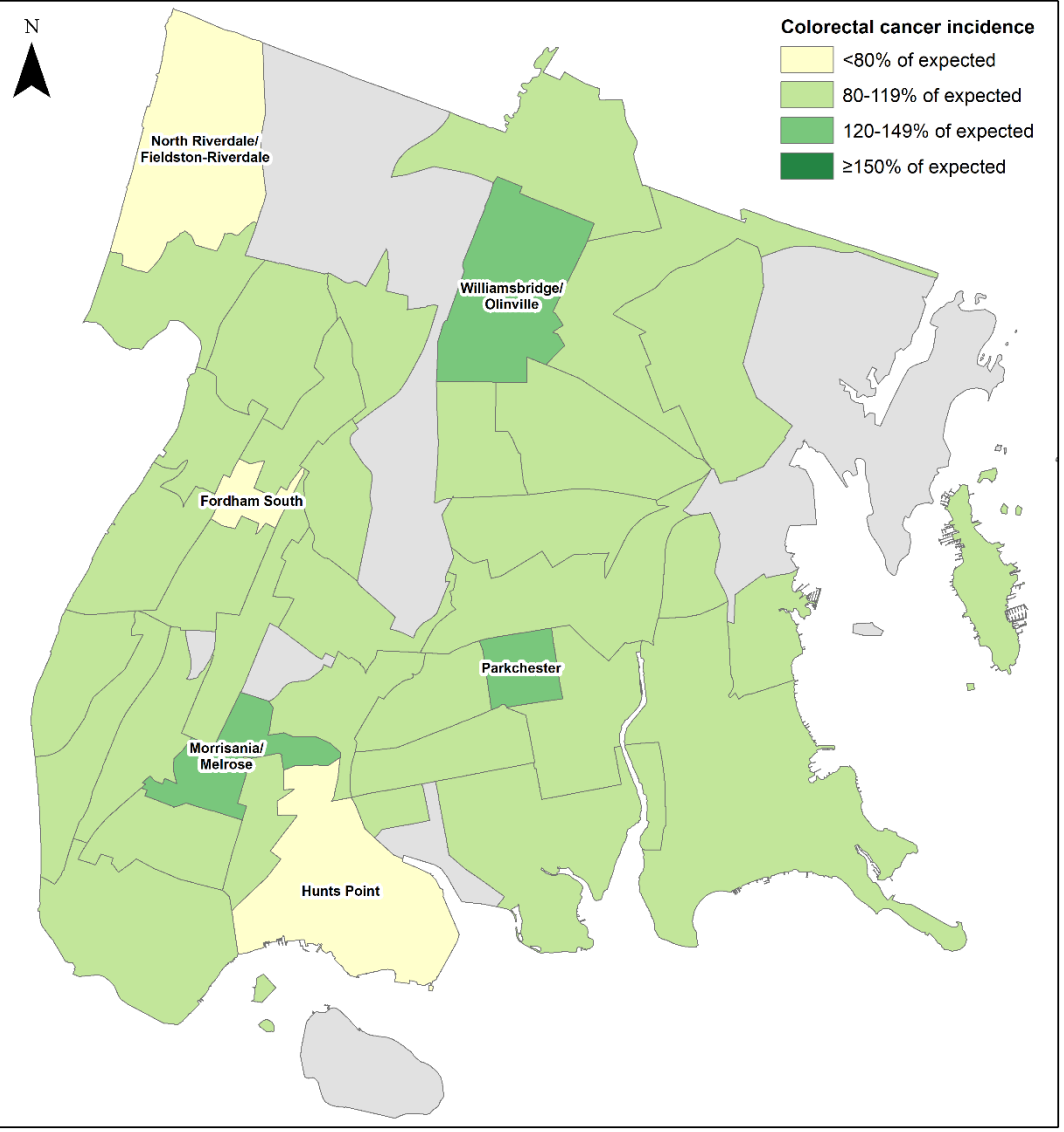 N
Colorectal cancer incidence
<80% of expected
80-119% of expected
120-149% of expected
≥150% of expected
North Riverdale/
Fieldston-Riverdale
Williamsbridge/
Olinville
Fordham South
Parkchester
Morrisania/
Melrose
Hunts Point